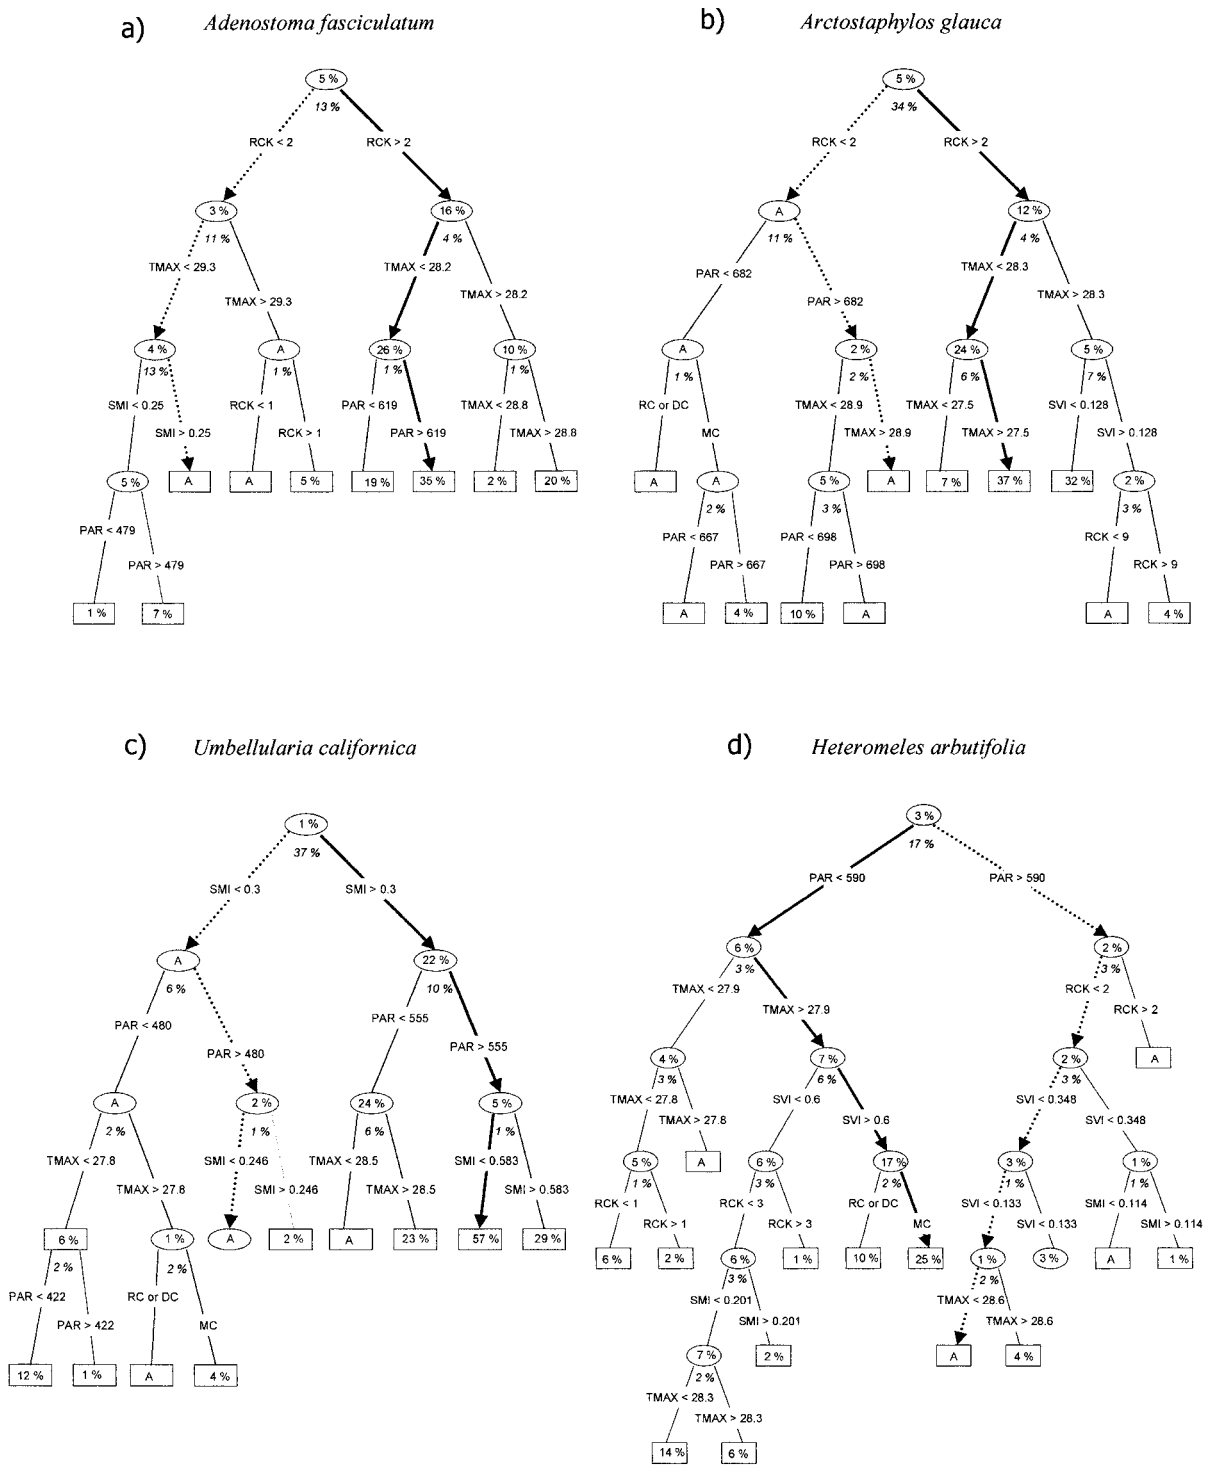 a)
Adenostoma fasciculatum
5 %
13 %
RCK < 2
RCK > 2
3 %
16 %
11 %
4 %
TMAX < 29.3
TMAX < 28.2
TMAX > 29.3
TMAX > 28.2
4 %
A
26 %
10 %
13 %
1 %
1 %
1 %
SMI < 0.25
RCK < 1
PAR < 619
TMAX < 28.8
SMI > 0.25
RCK > 1
PAR > 619
TMAX > 28.8
5 %
A
A
5 %
19 %
35 %
2 %
20 %
PAR < 479
PAR > 479
1 %
7 %
b)
Arctostaphylos glauca
5 %
34 %
RCK < 2
RCK > 2
A
12 %
11 %
4 %
PAR < 682
TMAX < 28.3
PAR > 682
TMAX > 28.3
A
2 %
24 %
5 %
1 %
2 %
6 %
7 %
RC or DC
TMAX < 28.9
TMAX < 27.5
SVI < 0.128
MC
TMAX > 28.9
TMAX > 27.5
SVI > 0.128
A
A
5 %
A
7 %
37 %
32 %
2 %
2 %
3 %
3 %
PAR < 667
PAR < 698
RCK < 9
PAR > 667
PAR > 698
RCK > 9
A
4 %
10 %
A
A
4 %
c)
Umbellularia californica
1 %
37 %
SMI < 0.3
SMI > 0.3
A
22 %
6 %
10 %
PAR < 480
PAR < 555
PAR > 480
PAR > 555
A
2 %
24 %
5 %
2 %
1 %
6 %
1 %
TMAX < 27.8
SMI < 0.246
TMAX < 28.5
SMI < 0.583
TMAX > 27.8
SMI > 0.246
TMAX > 28.5
SMI > 0.583
6 %
1 %
A
2 %
A
23 %
57 %
29 %
2 %
2 %
PAR < 422
RC or DC
PAR > 422
MC
12 %
1 %
A
4 %
d)
Heteromeles arbutifolia
3 %
17 %
PAR < 590
PAR > 590
6 %
2 %
3 %
3 %
TMAX < 27.9
RCK < 2
TMAX > 27.9
RCK > 2
4 %
7 %
2 %
A
3 %
6 %
3 %
TMAX < 27.8
SVI < 0.6
SVI < 0.348
TMAX > 27.8
SVI > 0.6
SVI > 0.348
5 %
A
6 %
17 %
3 %
1 %
1 %
3 %
2 %
1 %
1 %
RCK < 1
RCK < 3
RC or DC
SVI < 0.133
SMI < 0.114
RCK > 1
RCK > 3
MC
SVI < 0.133
SMI > 0.114
6 %
2 %
6 %
1 %
10 %
25 %
1 %
3 %
A
1 %
3 %
2 %
SMI < 0.201
TMAX < 28.6
SMI > 0.201
TMAX > 28.6
7 %
2 %
A
4 %
2 %
TMAX < 28.3
TMAX > 28.3
14 %
6 %